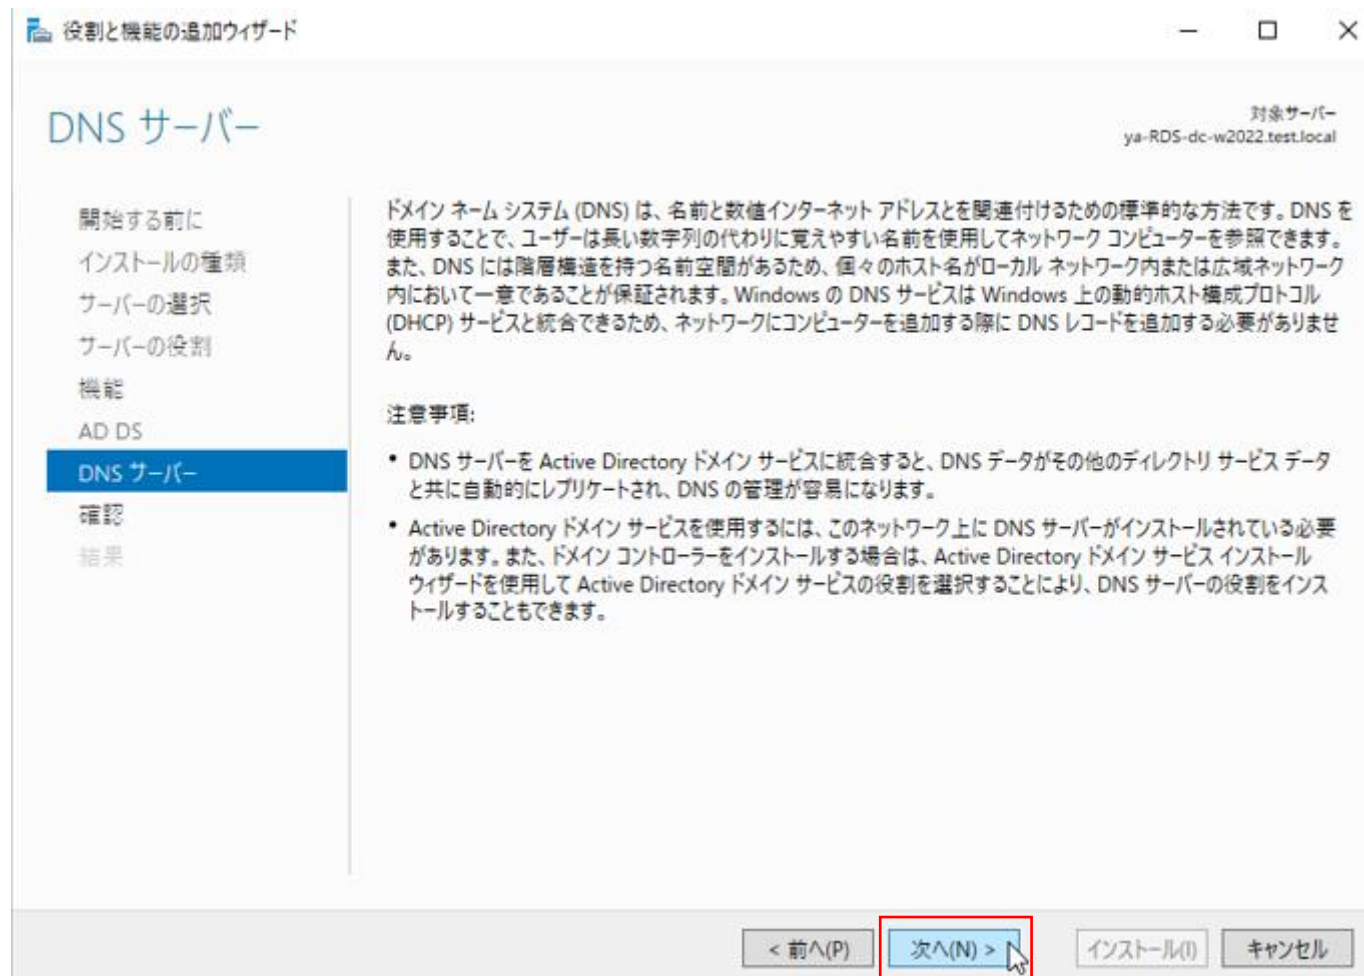 役割と機能の追加ウィザード
DNS サーバー
対象サーバー
ya-RDS-dc-w2022.test.local
開始する前に
インストールの種類
サーバーの選択
サーバーの役割
機能
AD DS
DNS サーバー
確認
結果
ドメイン ネーム システム (DNS) は、名前と数値インターネット アドレスとを関連付けるための標準的な方法です。DNS を
使用することで、ユーザーは長い数字列の代わりに覚えやすい名前を使用してネットワーク コンピューターを参照できます。
また、DNS には階層構造を持つ名前空間があるため、個々のホスト名がローカル ネットワーク内または広域ネットワーク
内において一意であることが保証されます。Windows の DNS サービスは Windows 上の動的ホスト構成プロトコル
(DHCP) サービスと統合できるため、ネットワークにコンピューターを追加する際に DNS レコードを追加する必要がありませ
ん。
注意事項:
• DNS サーバーを Active Directory ドメイン サービスに統合すると、DNS データがその他のディレクトリ サービス データ
と共に自動的にレプリケートされ、DNS の管理が容易になります。
• Active Directory ドメイン サービスを使用するには、このネットワーク上に DNS サーバーがインストールされている必要
があります。また、ドメイン コントローラーをインストールする場合は、Active Directory ドメイン サービス インストール
ウィザードを使用して Active Directory ドメイン サービスの役割を選択することにより、DNS サーバーの役割をインス
トールすることもできます。
< 前へ(P)
次へ(N) >
インストール(I)
キャンセル